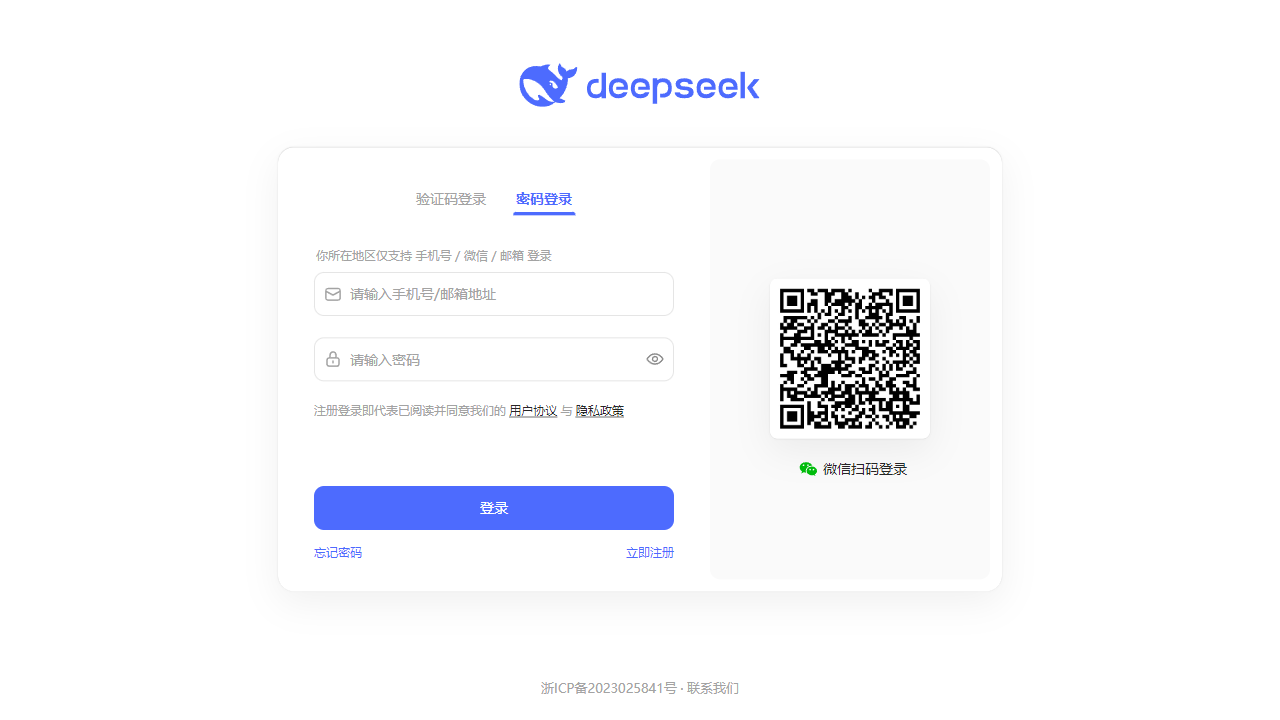 deepseek
验证码登录 密码登录
你所在地区仅支持 手机号 / 微信 / 邮箱 登录
请输入手机号/邮箱地址
请输入密码
注册登录即代表已阅读并同意我们的 用户协议 与 隐私政策
登录
忘记密码 立即注册
微信扫码登录
浙ICP备2023025841号 · 联系我们